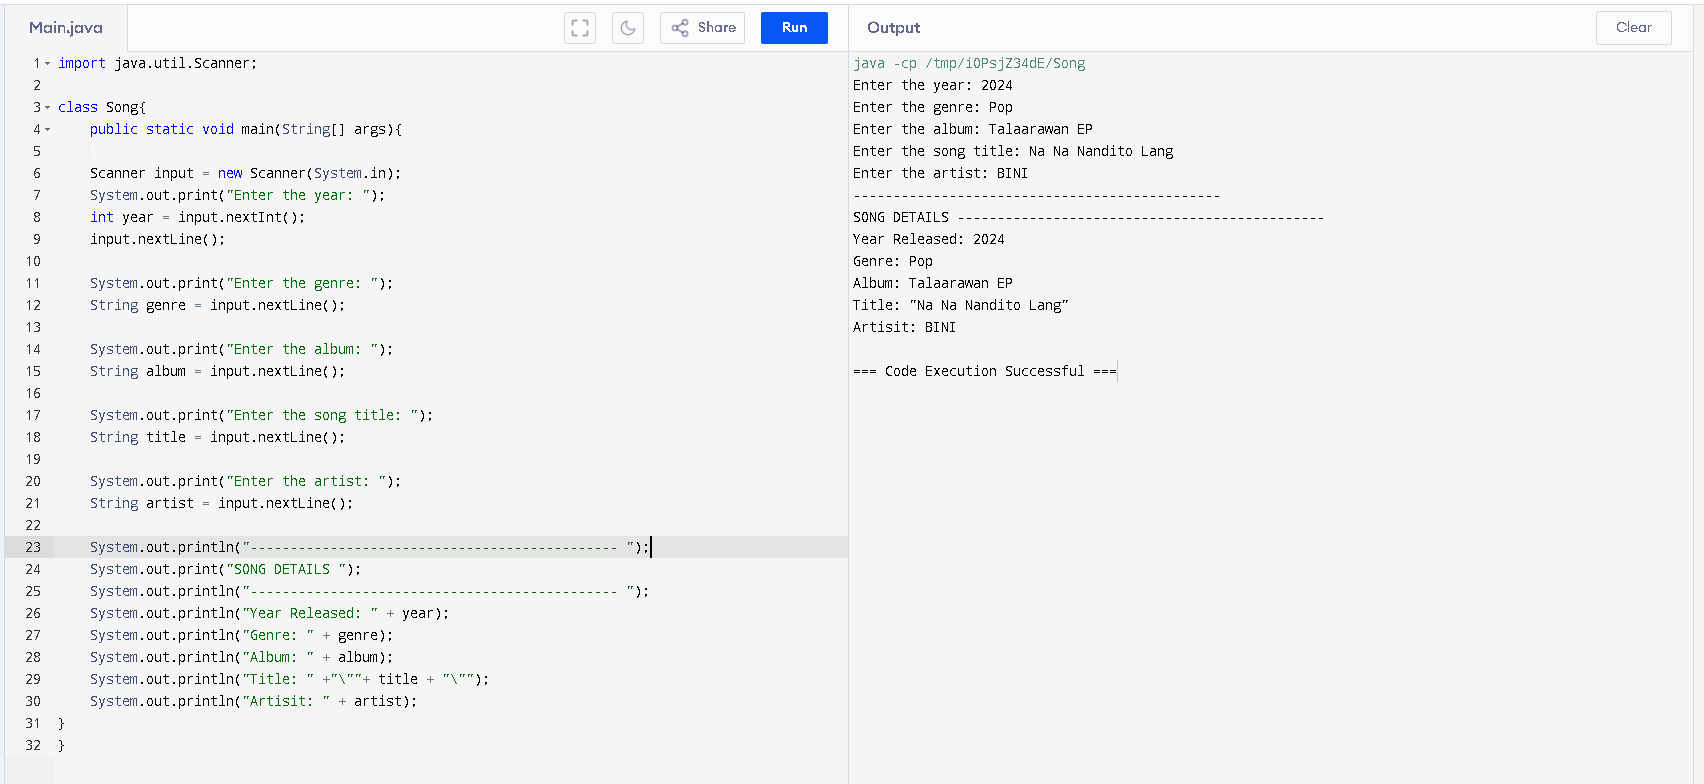 Main.java
Share
Run
Output
Clear
1 import java.util.Scanner;
2
3 class Song{
4     public static void main(String[] args){
5
6     Scanner input = new Scanner(System.in);
7     System.out.print("Enter the year: ");
8     int year = input.nextInt();
9     input.nextLine();
10
11     System.out.print("Enter the genre: ");
12     String genre = input.nextLine();
13
14     System.out.print("Enter the album: ");
15     String album = input.nextLine();
16
17     System.out.print("Enter the song title: ");
18     String title = input.nextLine();
19
20     System.out.print("Enter the artist: ");
21     String artist = input.nextLine();
22
23     System.out.println("---------------------------------------------- ");
24     System.out.print("SONG DETAILS ");
25     System.out.println("---------------------------------------------- ");
26     System.out.println("Year Released: " + year);
27     System.out.println("Genre: " + genre);
28     System.out.println("Album: " + album);
29     System.out.println("Title: " +"\""+ title + "\"");
30     System.out.println("Artisit: " + artist);
31 }
32 }
java -cp /tmp/iOPsjZ34dE/Song
Enter the year: 2024
Enter the genre: Pop
Enter the album: Talaarawan EP
Enter the song title: Na Na Nandito Lang
Enter the artist: BINI
----------------------------------------------
SONG DETAILS ----------------------------------------------
Year Released: 2024
Genre: Pop
Album: Talaarawan EP
Title: "Na Na Nandito Lang"
Artisit: BINI

=== Code Execution Successful ===